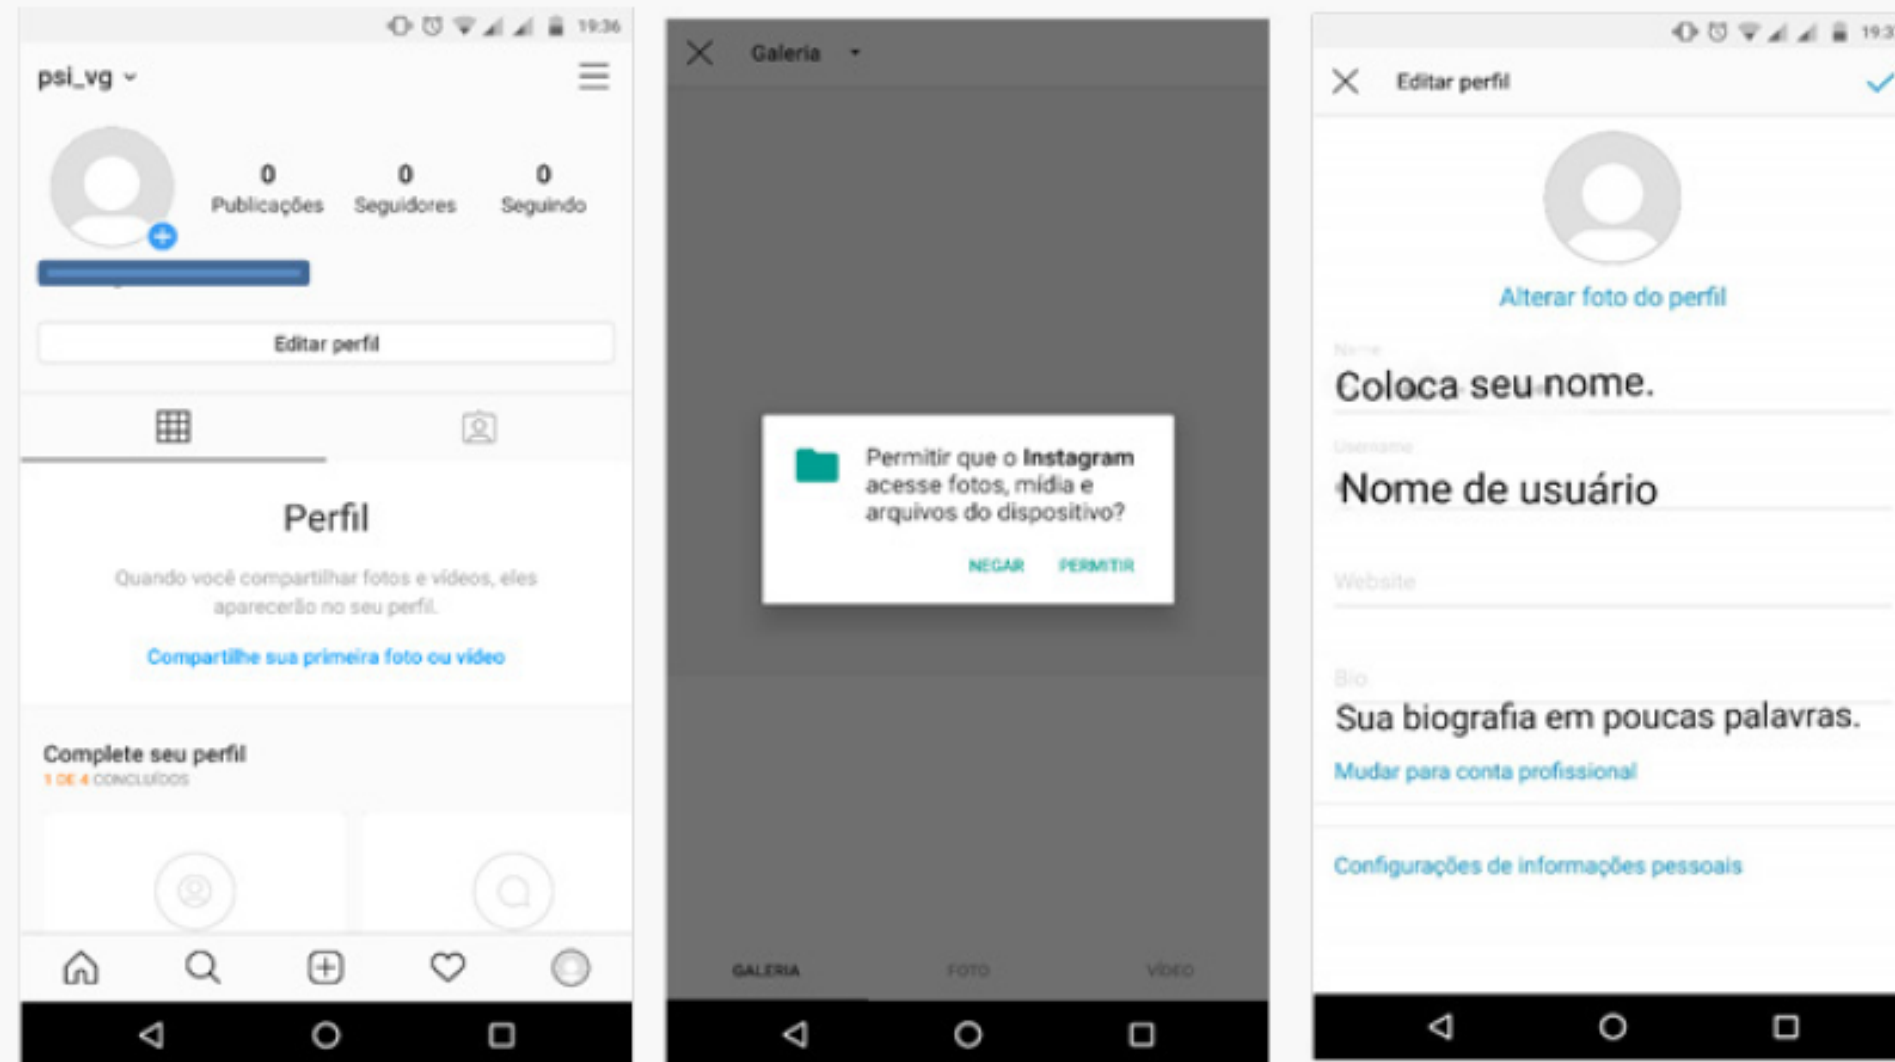 19:36
psi_vg
0 0 0
Publicações Seguidores Seguindo
Editar perfil
Perfil
Quando você compartilhar fotos e vídeos, eles
aparecerão no seu perfil.
Compartilhe sua primeira foto ou vídeo
Complete seu perfil
1 DE 4 CONCLUÍDOS
Galeria
Permitir que o Instagram
acesse fotos, mídia e
arquivos do dispositivo?
NEGAR PERMITIR
GALERIA FOTO VÍDEO
Editar perfil
Alterar foto do perfil
Name
Coloca seu nome.
Username
Nome de usuário
Website
Bio
Sua biografia em poucas palavras.
Mudar para conta profissional
Configurações de informações pessoais